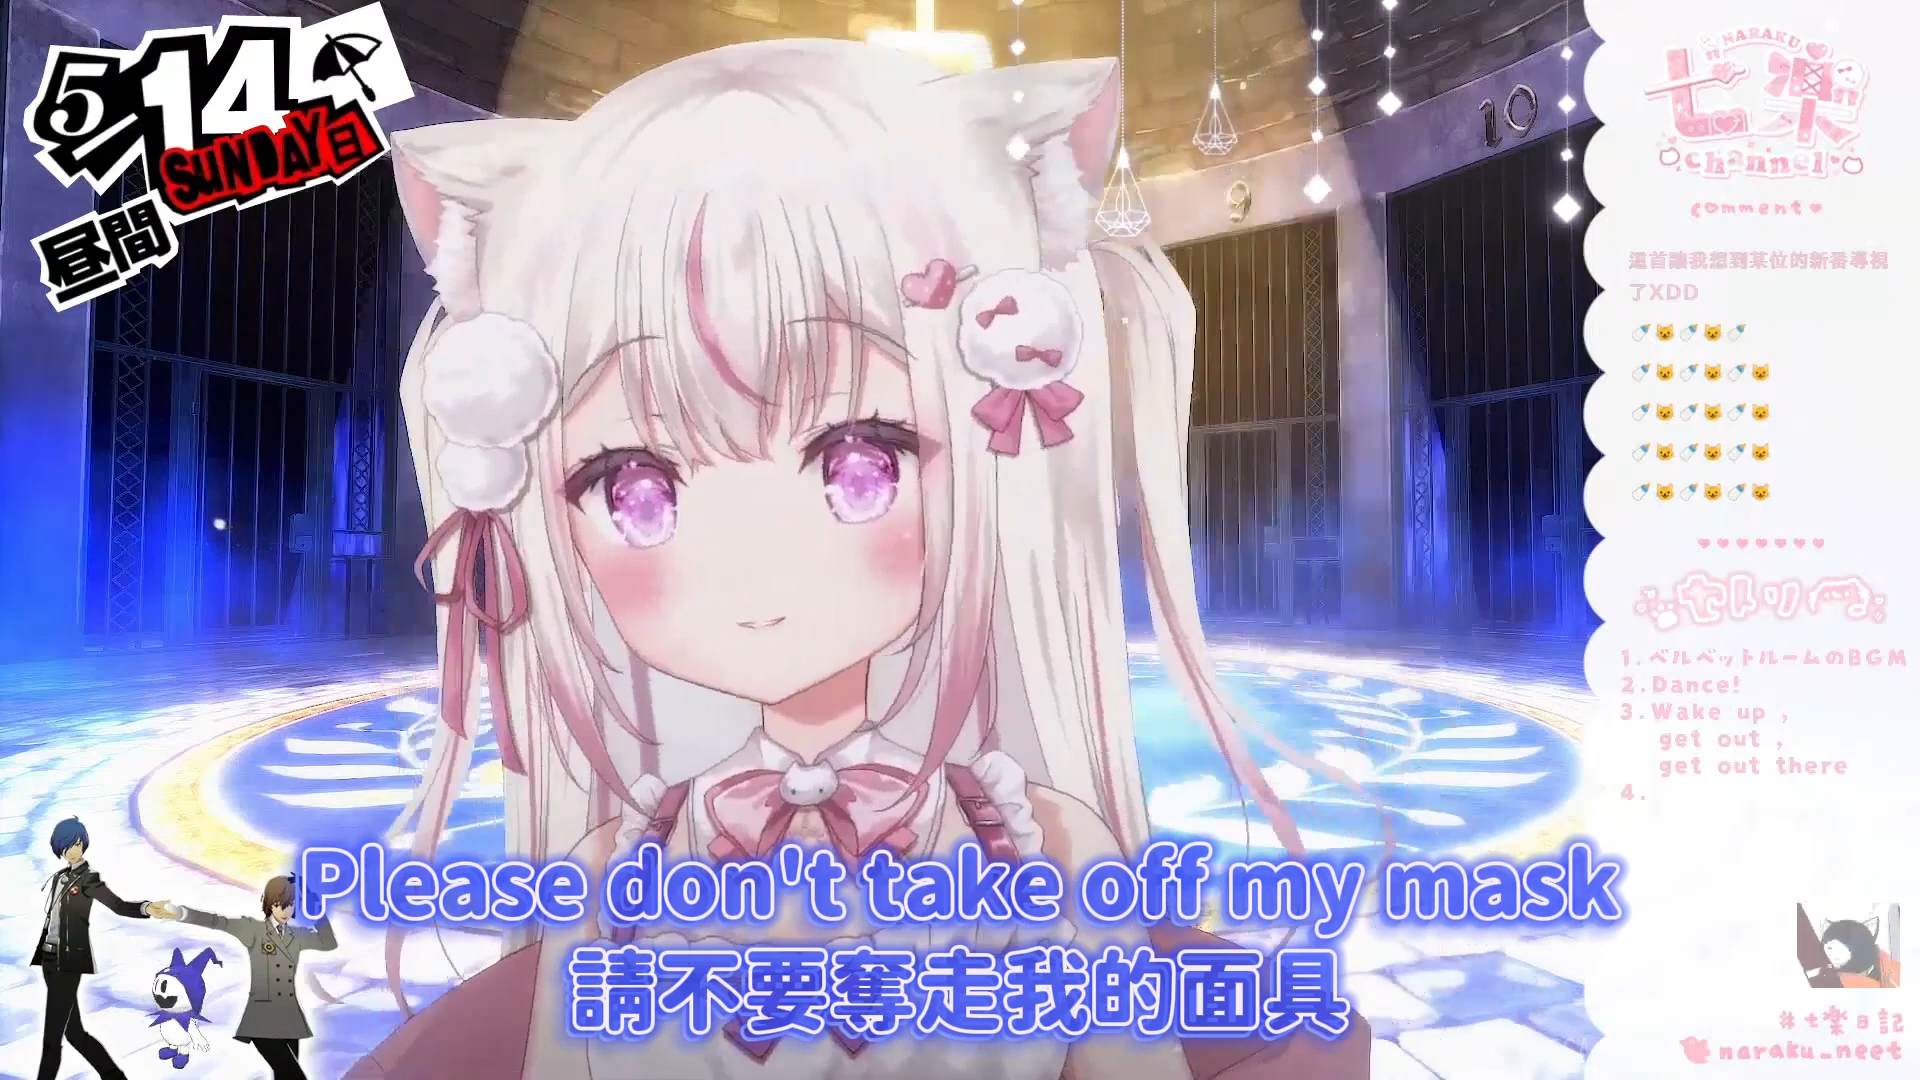 5/14
SUNDAY日
昼間
10
9
NARAKU
七楽
channel
comment♥
這首讓我想到某位的新番導視
了XDD
セトリ
1.ベルベットルームのBGM
2.Dance!
3.Wake up ,
get out ,
get out there
4.
Please don't take off my mask
請不要奪走我的面具
#七楽日記
naraku_neet